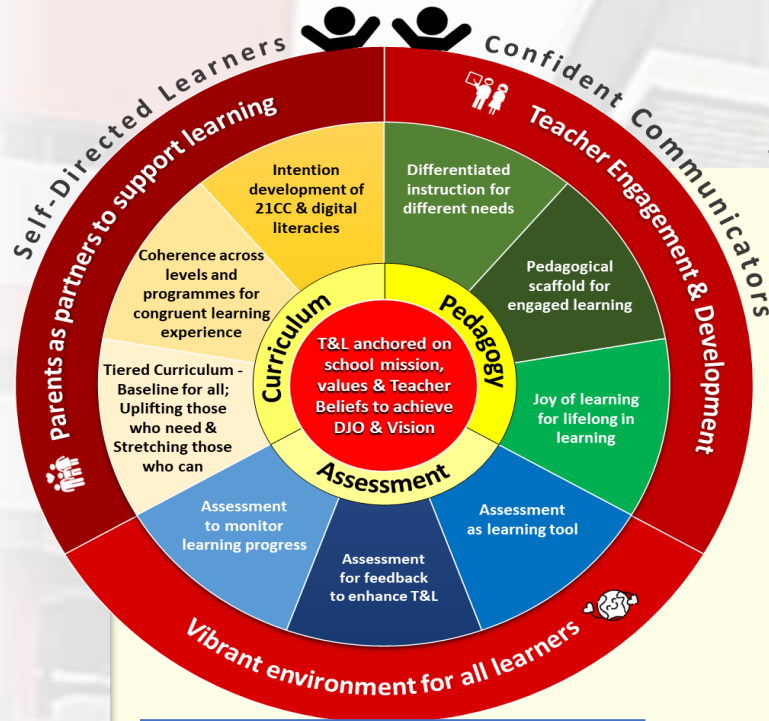 Self-Directed Learners
Confident Communicators
Parents as partners to support learning
Teacher Engagement & Development
Vibrant environment for all learners
Intention
development of
21CC & digital
literacies
Differentiated
instruction for
different needs
Coherence across
levels and
programmes for
congruent learning
experience
Pedagogical
scaffold for
engaged learning
Tiered Curriculum -
Baseline for all;
Uplifting those
who need &
Stretching those
who can
Joy of learning
for lifelong in
learning
Curriculum
Pedagogy
Assessment
T&L anchored on
school mission,
values & Teacher
Beliefs to achieve
DJO & Vision
Assessment
to monitor
learning progress
Assessment
for feedback
to enhance T&L
Assessment
as learning tool